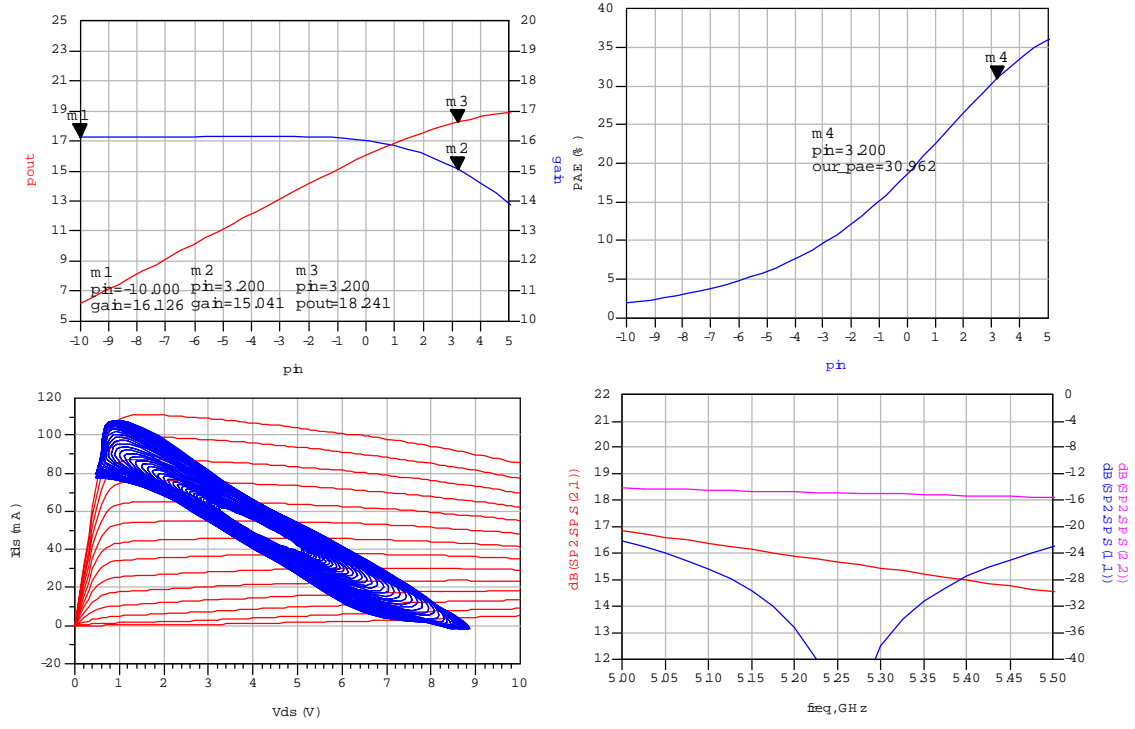 25
23
21
19
17
15
13
11
9
7
5
pout
20
19
18
17
16
15
14
13
12
11
10
gain
m1
m3
m2
m1
pin=-10.000
gain=16.126
m2
pin=3.200
gain=15.041
m3
pin=3.200
pout=18.241
-10 -9 -8 -7 -6 -5 -4 -3 -2 -1 0 1 2 3 4 5
pin
40
35
30
25
20
15
10
5
0
PAE (%)
m4
m4
pin=3.200
our_pae=30.962
-10 -9 -8 -7 -6 -5 -4 -3 -2 -1 0 1 2 3 4 5
pin
120
100
80
60
40
20
0
-20
Ids (mA)
0 1 2 3 4 5 6 7 8 9 10
Vds (V)
22
21
20
19
18
17
16
15
14
13
12
dB(SP2.SP.S(2,1))
0
-4
-8
-12
-16
-20
-24
-28
-32
-36
-40
dB(SP2.SP.S(1,1))
dB(SP2.SP.S(2,2))
5.00 5.05 5.10 5.15 5.20 5.25 5.30 5.35 5.40 5.45 5.50
freq, GHz